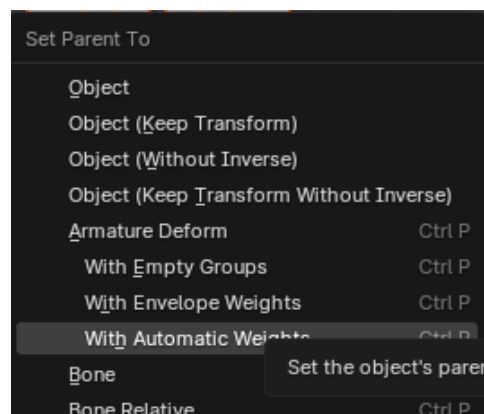 Set Parent To
Object
Object (Keep Transform)
Object (Without Inverse)
Object (Keep Transform Without Inverse)
Armature Deform Ctrl P
With Empty Groups Ctrl P
With Envelope Weights Ctrl P
With Automatic Weights Ctrl P
Set the object's
Bone
Bone Relative Ctrl P